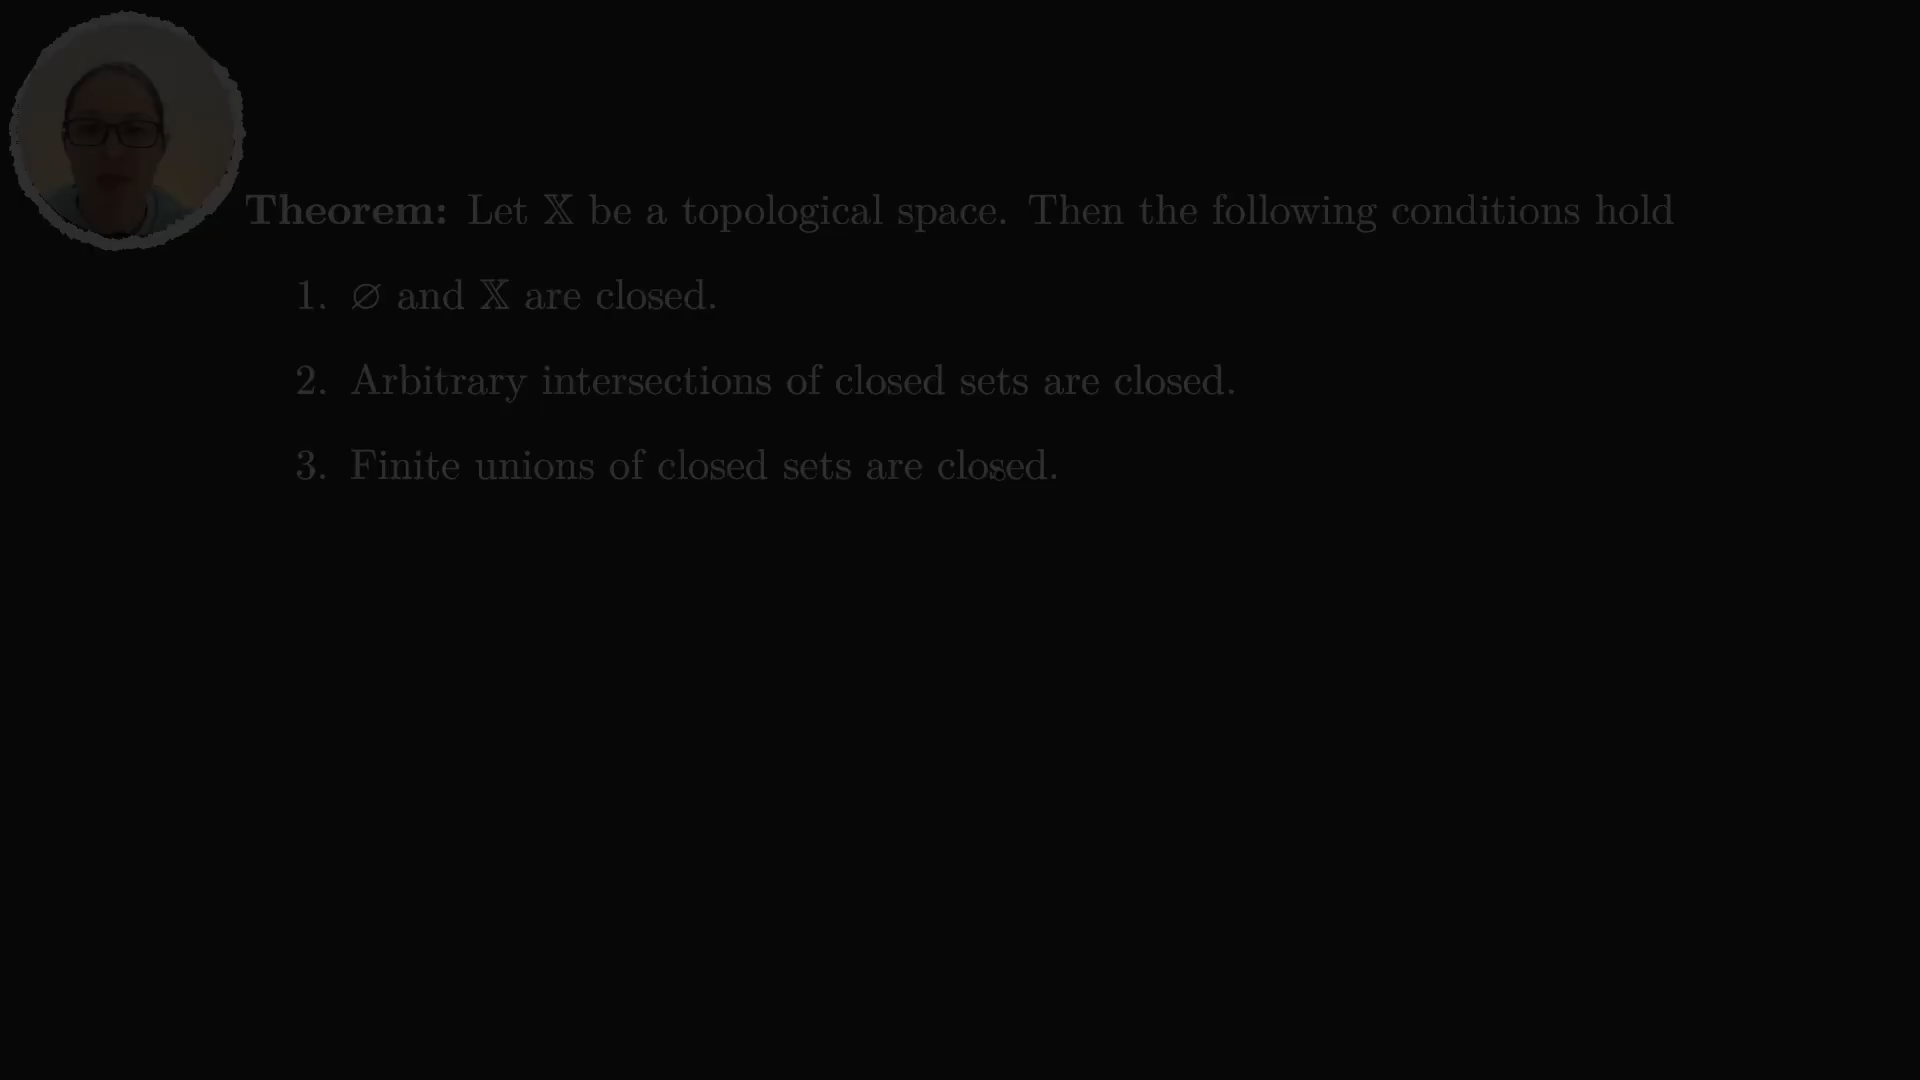 Theorem: Let 𝕏 be a topological space. Then the following conditions hold
1. ∅ and 𝕏 are closed.
2. Arbitrary intersections of closed sets are closed.
3. Finite unions of closed sets are closed.